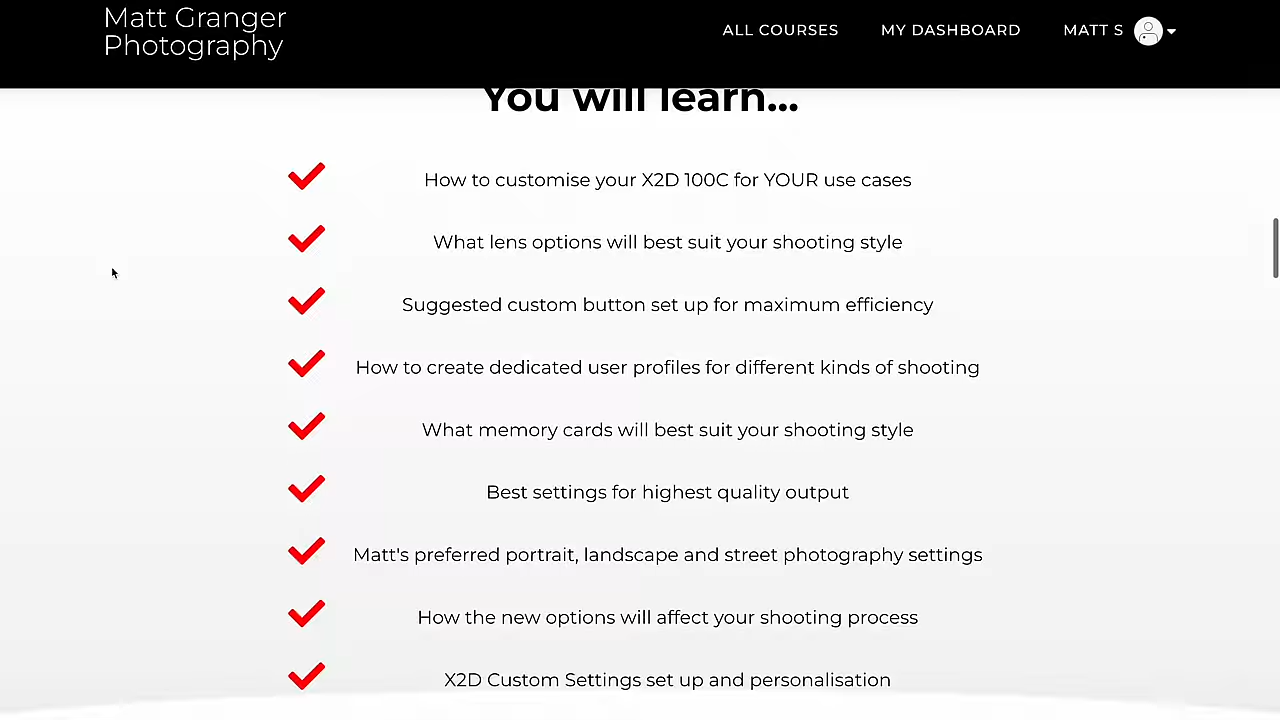 Matt Granger
Photography
ALL COURSES
MY DASHBOARD
MATT S
You will learn...
How to customise your X2D 100C for YOUR use cases
What lens options will best suit your shooting style
Suggested custom button set up for maximum efficiency
How to create dedicated user profiles for different kinds of shooting
What memory cards will best suit your shooting style
Best settings for highest quality output
Matt's preferred portrait, landscape and street photography settings
How the new options will affect your shooting process
X2D Custom Settings set up and personalisation